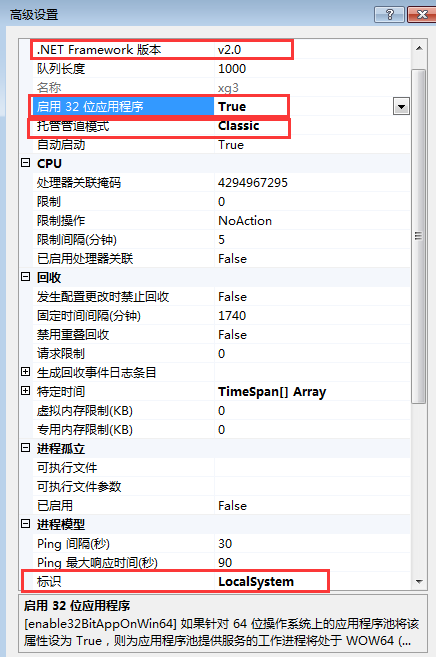 高级设置
.NET Framework 版本 v2.0
队列长度 1000
名称 xg3
启用 32 位应用程序 True
托管管道模式 Classic
自动启动 True
CPU
处理器关联掩码 4294967295
限制 0
限制操作 NoAction
限制间隔(分钟) 5
已启用处理器关联 False
回收
发生配置更改时禁止回收 False
固定时间间隔(分钟) 1740
禁用重叠回收 False
请求限制 0
生成回收事件日志条目
特定时间 TimeSpan[] Array
虚拟内存限制(KB) 0
专用内存限制(KB) 0
进程孤立
可执行文件
可执行文件参数
已启用 False
进程模型
Ping 间隔(秒) 30
Ping 最大响应时间(秒) 90
标识 LocalSystem
启用 32 位应用程序
[enable32BitAppOnWin64] 如果针对 64 位操作系统上的应用程序池将该
属性设为 True，则为应用程序池提供服务的工作进程将处于 WOW64 (...